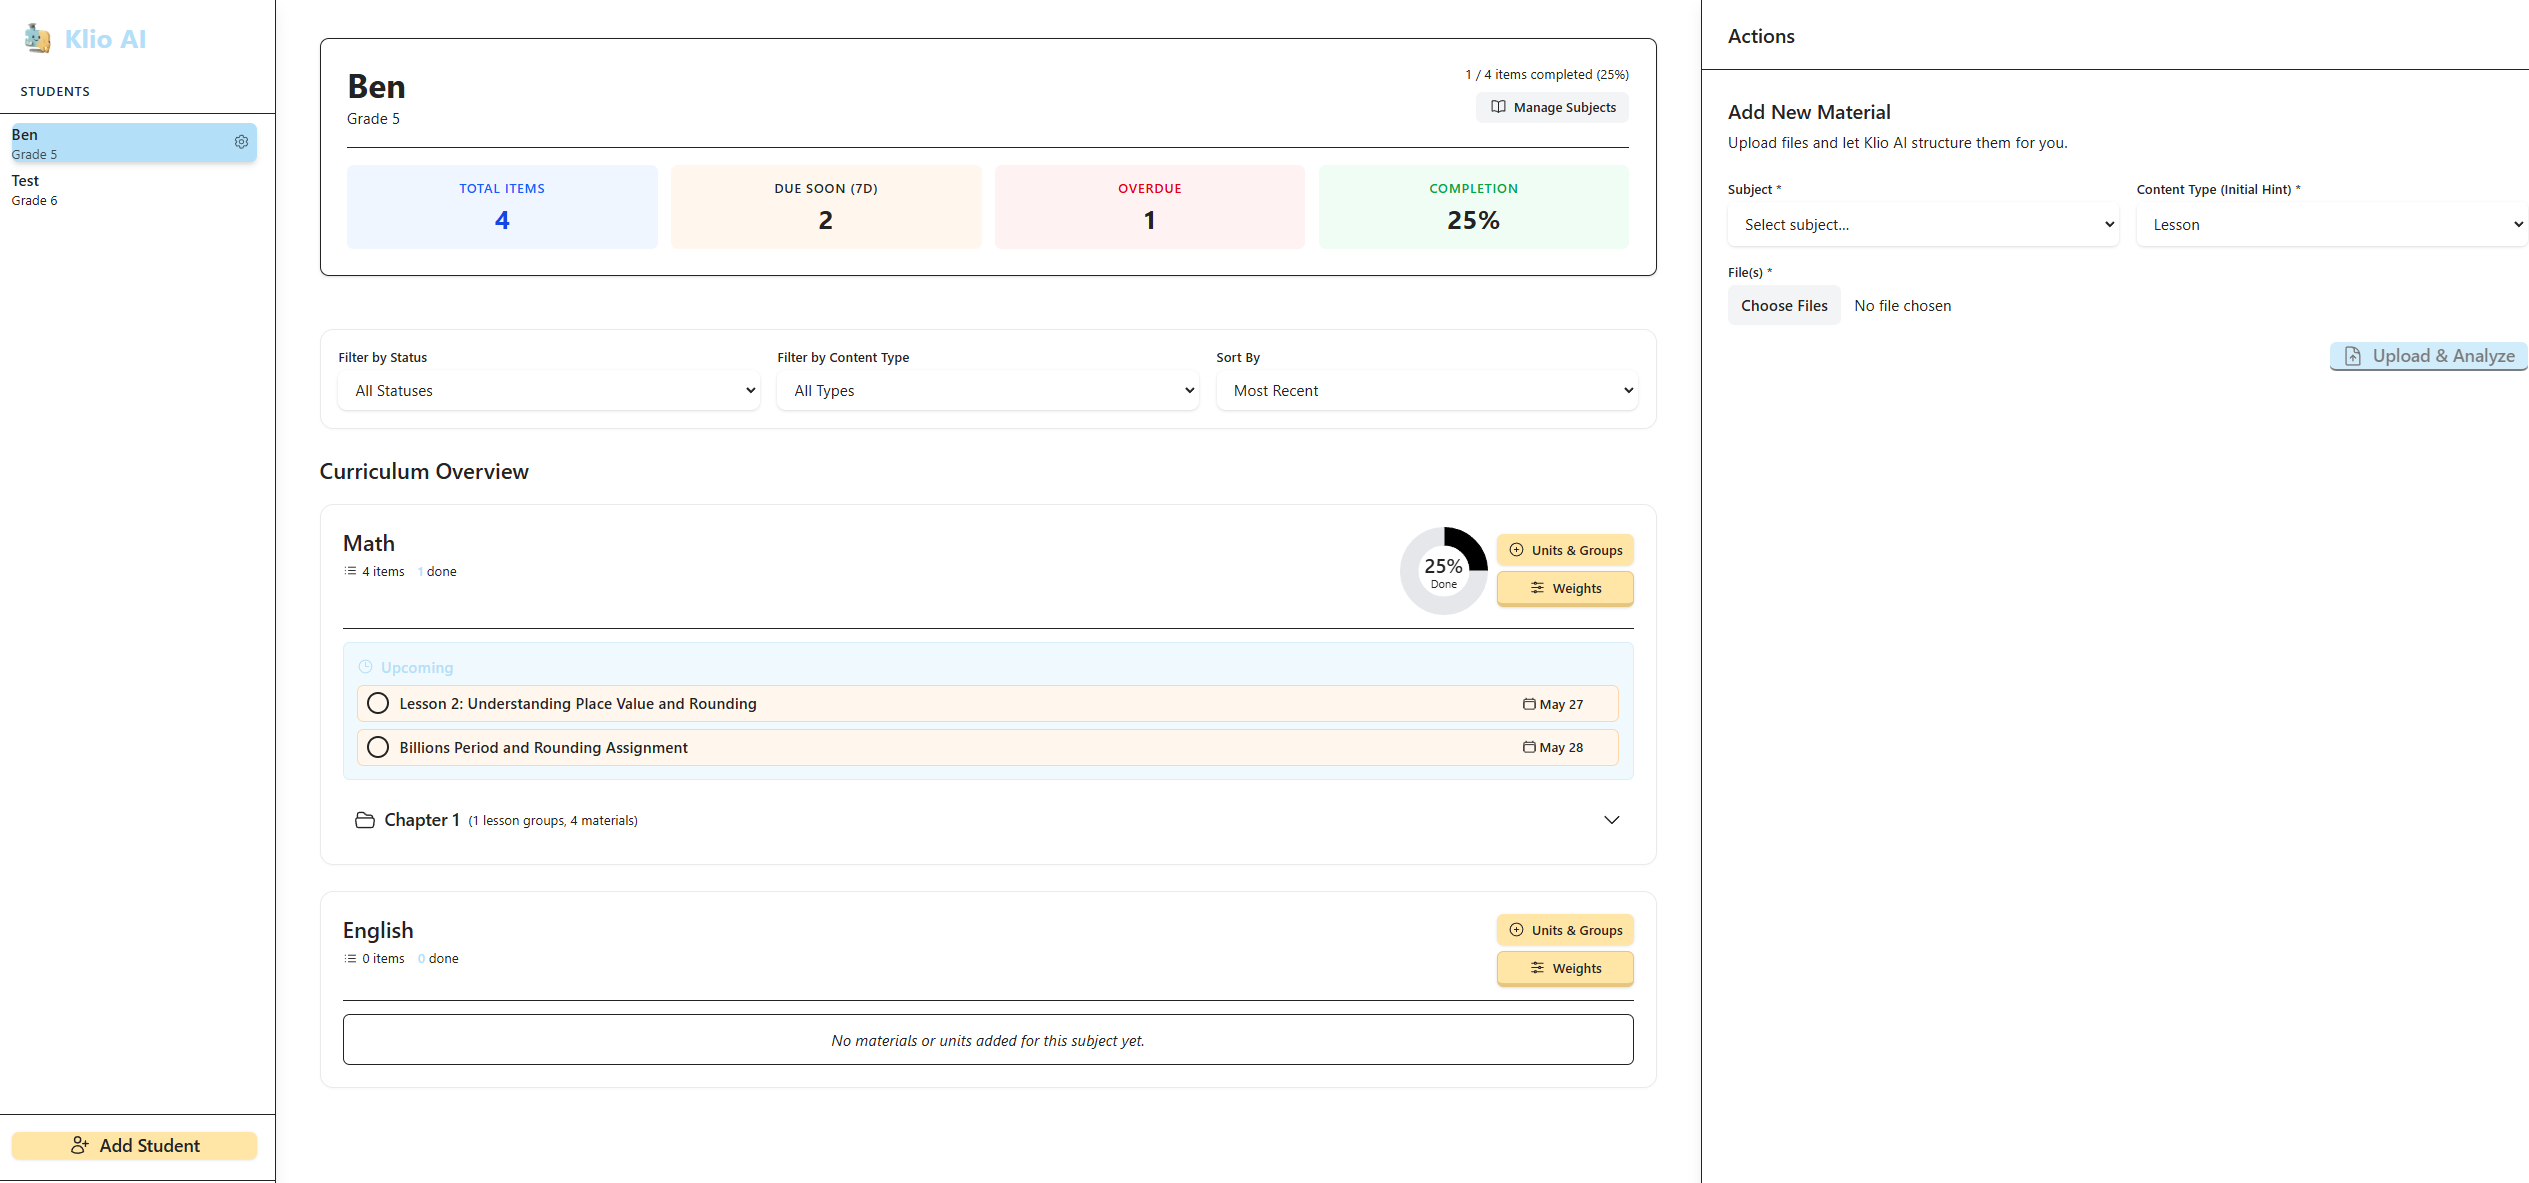 Klio AI
STUDENTS
Ben
Grade 5
Test
Grade 6
Add Student
Ben
Grade 5
1 / 4 items completed (25%)
Manage Subjects
TOTAL ITEMS
4
DUE SOON (7D)
2
OVERDUE
1
COMPLETION
25%
Filter by Status
All Statuses
Filter by Content Type
All Types
Sort By
Most Recent
Curriculum Overview
Math
4 items 1 done
25%
Done
Units & Groups
Weights
Upcoming
Lesson 2: Understanding Place Value and Rounding May 27
Billions Period and Rounding Assignment May 28
Chapter 1 (1 lesson groups, 4 materials)
English
0 items 0 done
Units & Groups
Weights
No materials or units added for this subject yet.
Actions
Add New Material
Upload files and let Klio AI structure them for you.
Subject *
Select subject...
Content Type (Initial Hint) *
Lesson
File(s) *
Choose Files No file chosen
Upload & Analyze